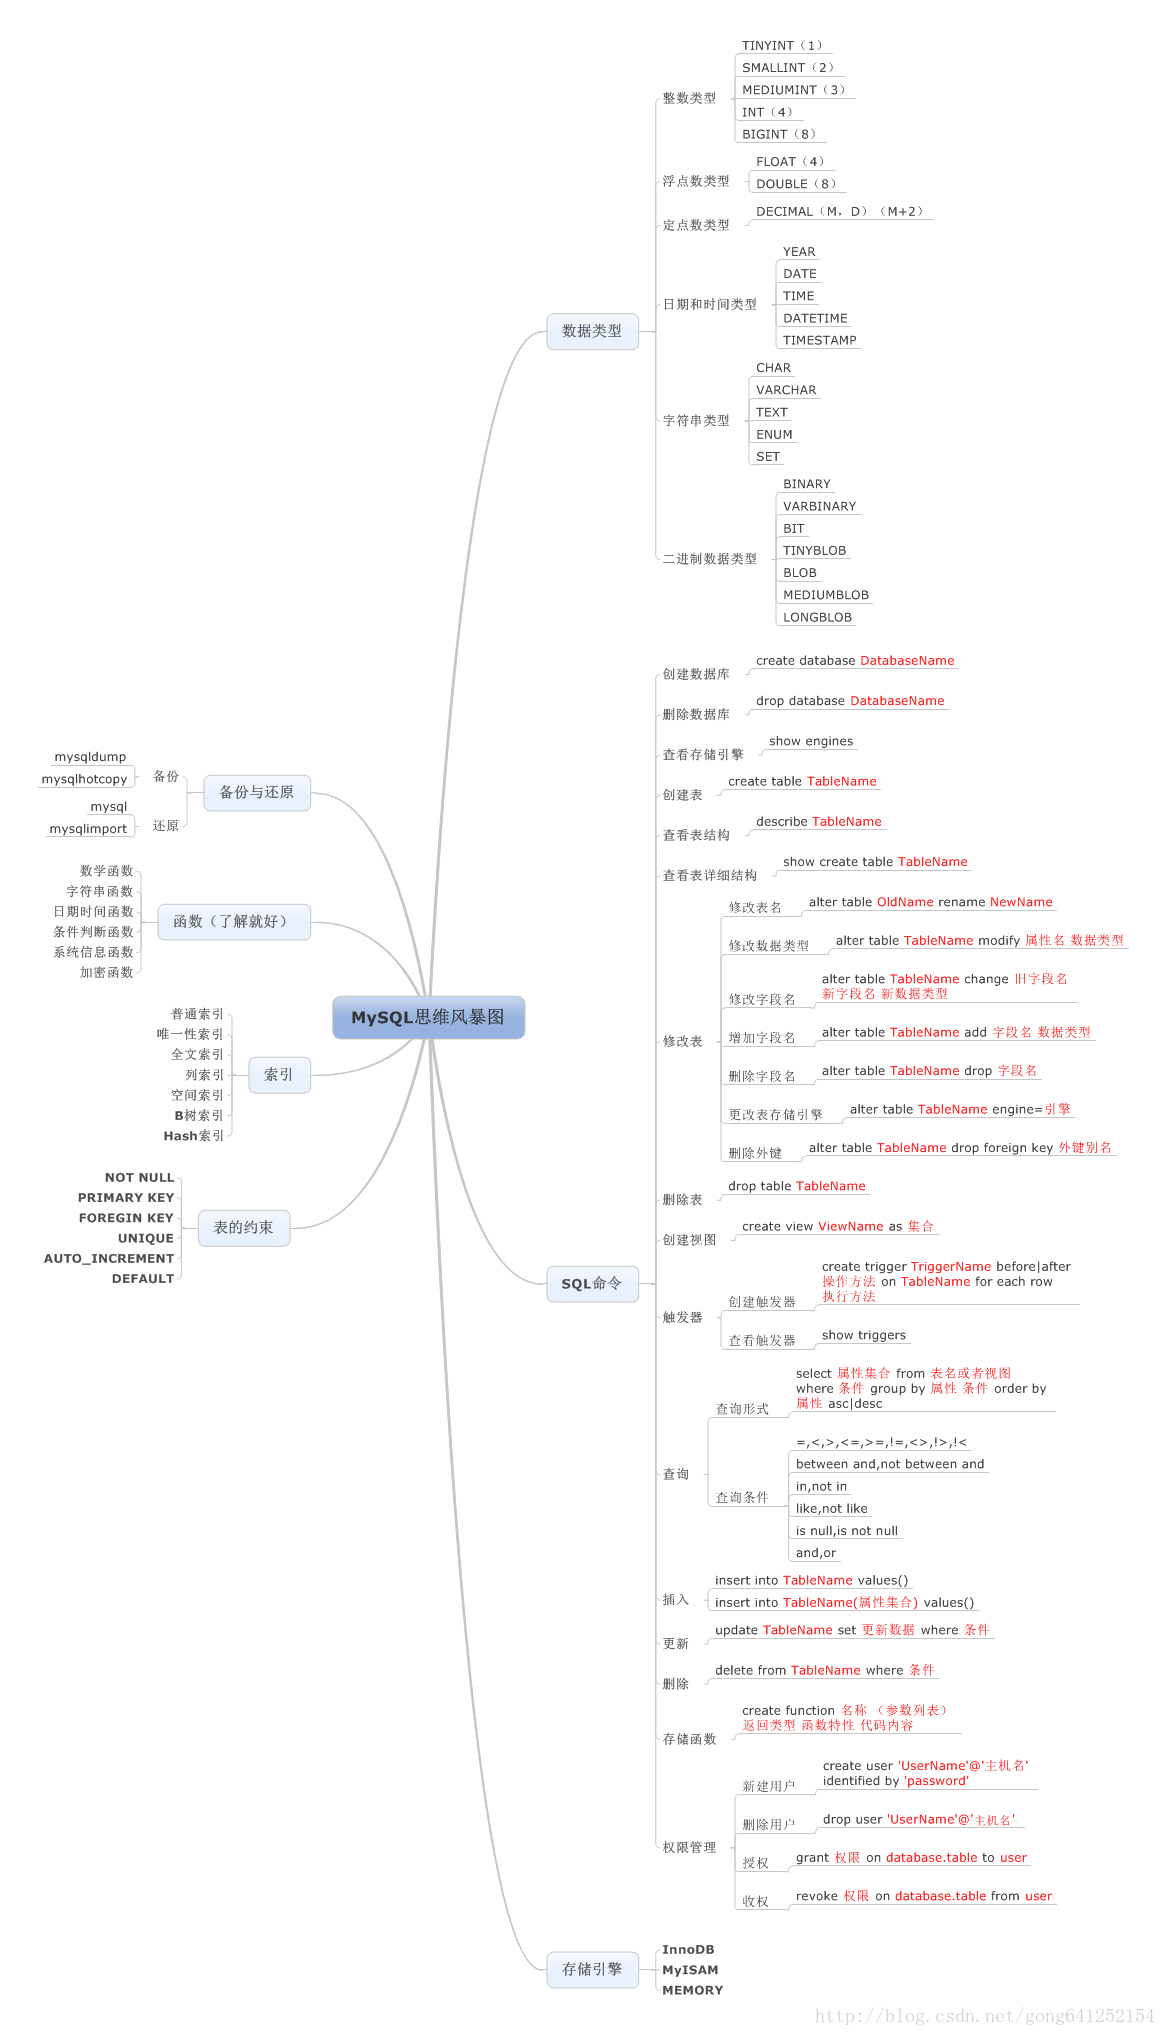 MySQL思维风暴图
数据类型
整数类型
TINYINT（1）
SMALLINT（2）
MEDIUMINT（3）
INT（4）
BIGINT（8）
浮点数类型
FLOAT（4）
DOUBLE（8）
定点数类型
DECIMAL（M，D）（M+2）
日期和时间类型
YEAR
DATE
TIME
DATETIME
TIMESTAMP
字符串类型
CHAR
VARCHAR
TEXT
ENUM
SET
二进制数据类型
BINARY
VARBINARY
BIT
TINYBLOB
BLOB
MEDIUMBLOB
LONGBLOB
SQL命令
创建数据库
create database DatabaseName
删除数据库
drop database DatabaseName
查看存储引擎
show engines
创建表
create table TableName
查看表结构
describe TableName
查看表详细结构
show create table TableName
修改表
修改表名
alter table OldName rename NewName
修改数据类型
alter table TableName modify 属性名 数据类型
修改字段名
alter table TableName change 旧字段名
新字段名 新数据类型
增加字段名
alter table TableName add 字段名 数据类型
删除字段名
alter table TableName drop 字段名
更改表存储引擎
alter table TableName engine=引擎
删除外键
alter table TableName drop foreign key 外键别名
删除表
drop table TableName
创建视图
create view ViewName as 集合
触发器
创建触发器
create trigger TriggerName before|after
操作方法 on TableName for each row
执行方法
查看触发器
show triggers
查询
查询形式
select 属性集合 from 表名或者视图
where 条件 group by 属性 条件 order by
属性 asc|desc
查询条件
=,<,>,<=,>=,!=,<>,!>,!<
between and,not between and
in,not in
like,not like
is null,is not null
and,or
插入
insert into TableName values()
insert into TableName(属性集合) values()
更新
update TableName set 更新数据 where 条件
删除
delete from TableName where 条件
存储函数
create function 名称 （参数列表）
返回类型 函数特性 代码内容
权限管理
新建用户
create user 'UserName'@'主机名'
identified by 'password'
删除用户
drop user 'UserName'@'主机名'
授权
grant 权限 on database.table to user
收权
revoke 权限 on database.table from user
存储引擎
InnoDB
MyISAM
MEMORY
备份与还原
备份
mysqldump
mysqlhotcopy
还原
mysql
mysqlimport
函数（了解就好）
数学函数
字符串函数
日期时间函数
条件判断函数
系统信息函数
加密函数
索引
普通索引
唯一性索引
全文索引
列索引
空间索引
B树索引
Hash索引
表的约束
NOT NULL
PRIMARY KEY
FOREGIN KEY
UNIQUE
AUTO_INCREMENT
DEFAULT
http://blog.csdn.net/gong641252154